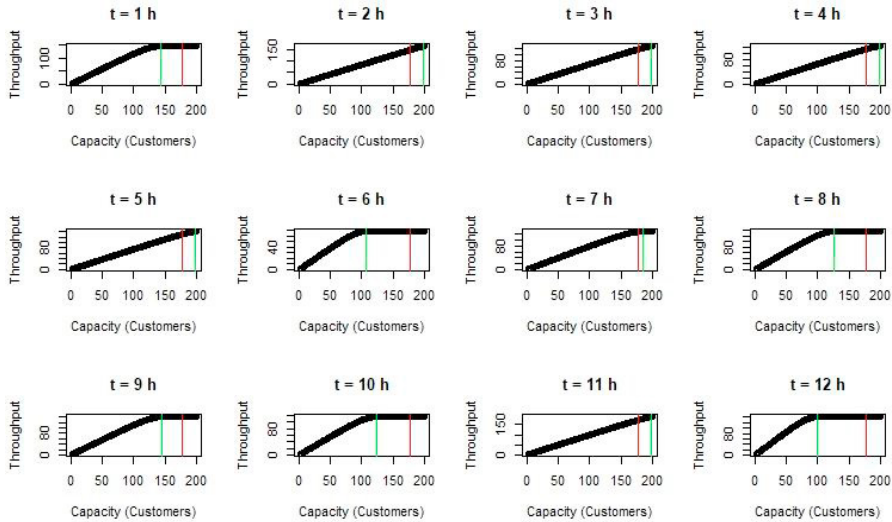 t = 1 h t = 2 h t = 3 h t = 4 h
Throughput 0 100 Throughput 0 150 Throughput 0 80 Throughput 0 80
0 50 100 150 200 0 50 100 150 200 0 50 100 150 200 0 50 100 150 200
Capacity (Customers) Capacity (Customers) Capacity (Customers) Capacity (Customers)
t = 5 h t = 6 h t = 7 h t = 8 h
Throughput 0 80 Throughput 0 40 Throughput 0 80 Throughput 0 80
0 50 100 150 200 0 50 100 150 200 0 50 100 150 200 0 50 100 150 200
Capacity (Customers) Capacity (Customers) Capacity (Customers) Capacity (Customers)
t = 9 h t = 10 h t = 11 h t = 12 h
Throughput 0 80 Throughput 0 80 Throughput 0 150 Throughput 0 80
0 50 100 150 200 0 50 100 150 200 0 50 100 150 200 0 50 100 150 200
Capacity (Customers) Capacity (Customers) Capacity (Customers) Capacity (Customers)